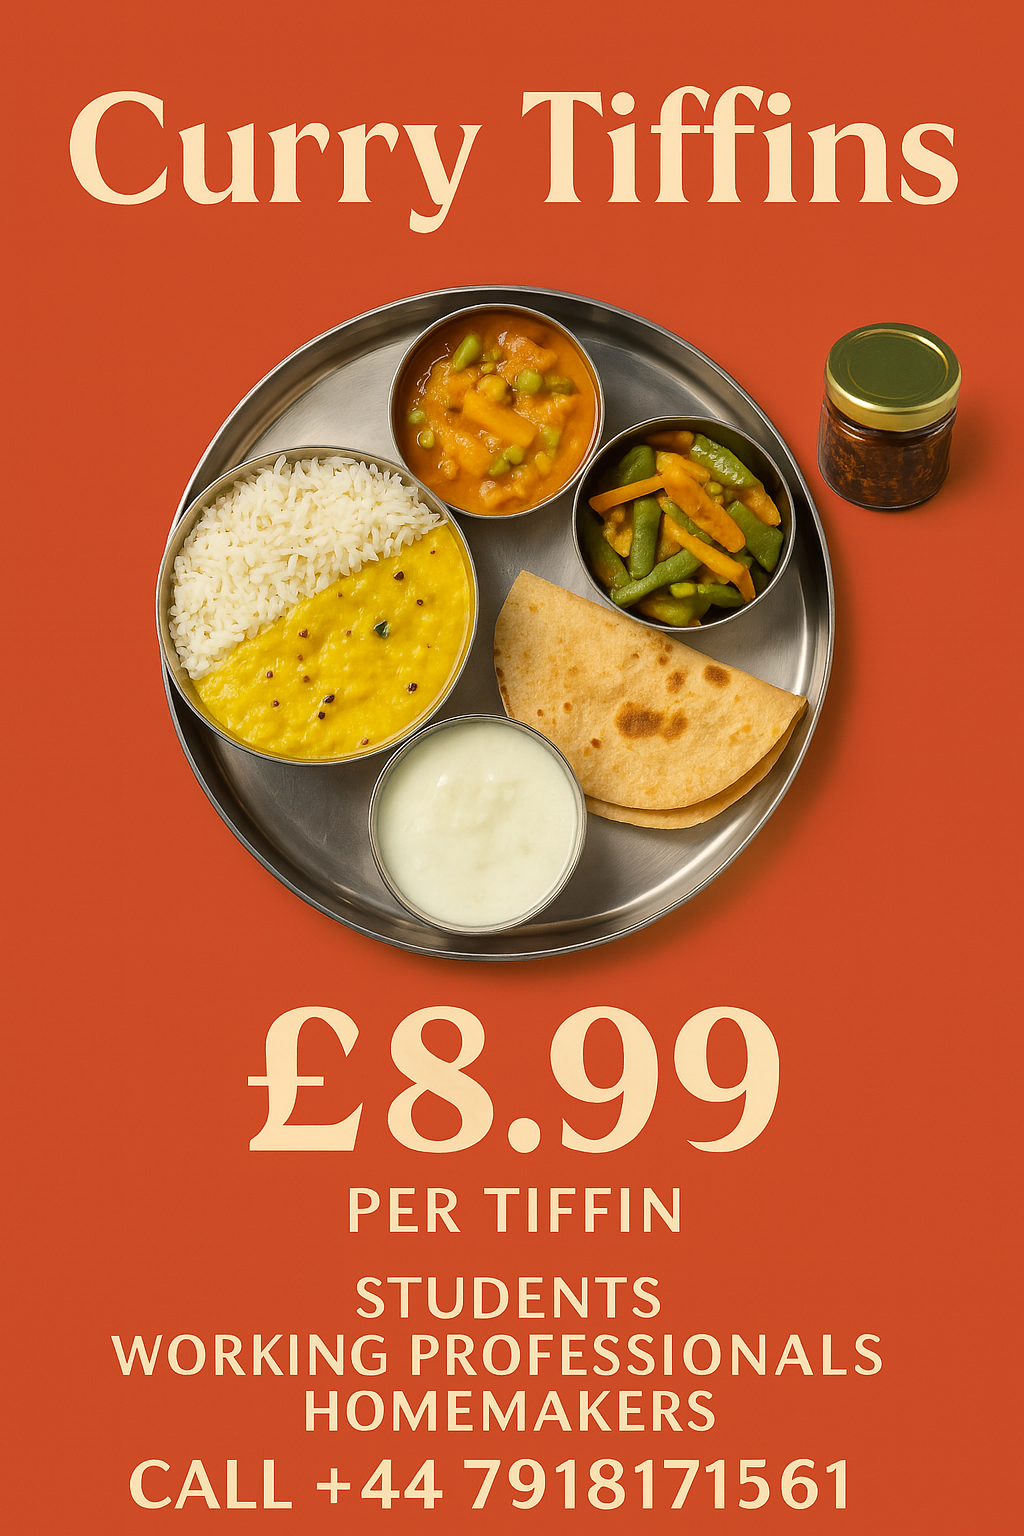 Curry Tiffins
£8.99
PER TIFFIN
STUDENTS
WORKING PROFESSIONALS
HOMEMAKERS
CALL +44 7918171561